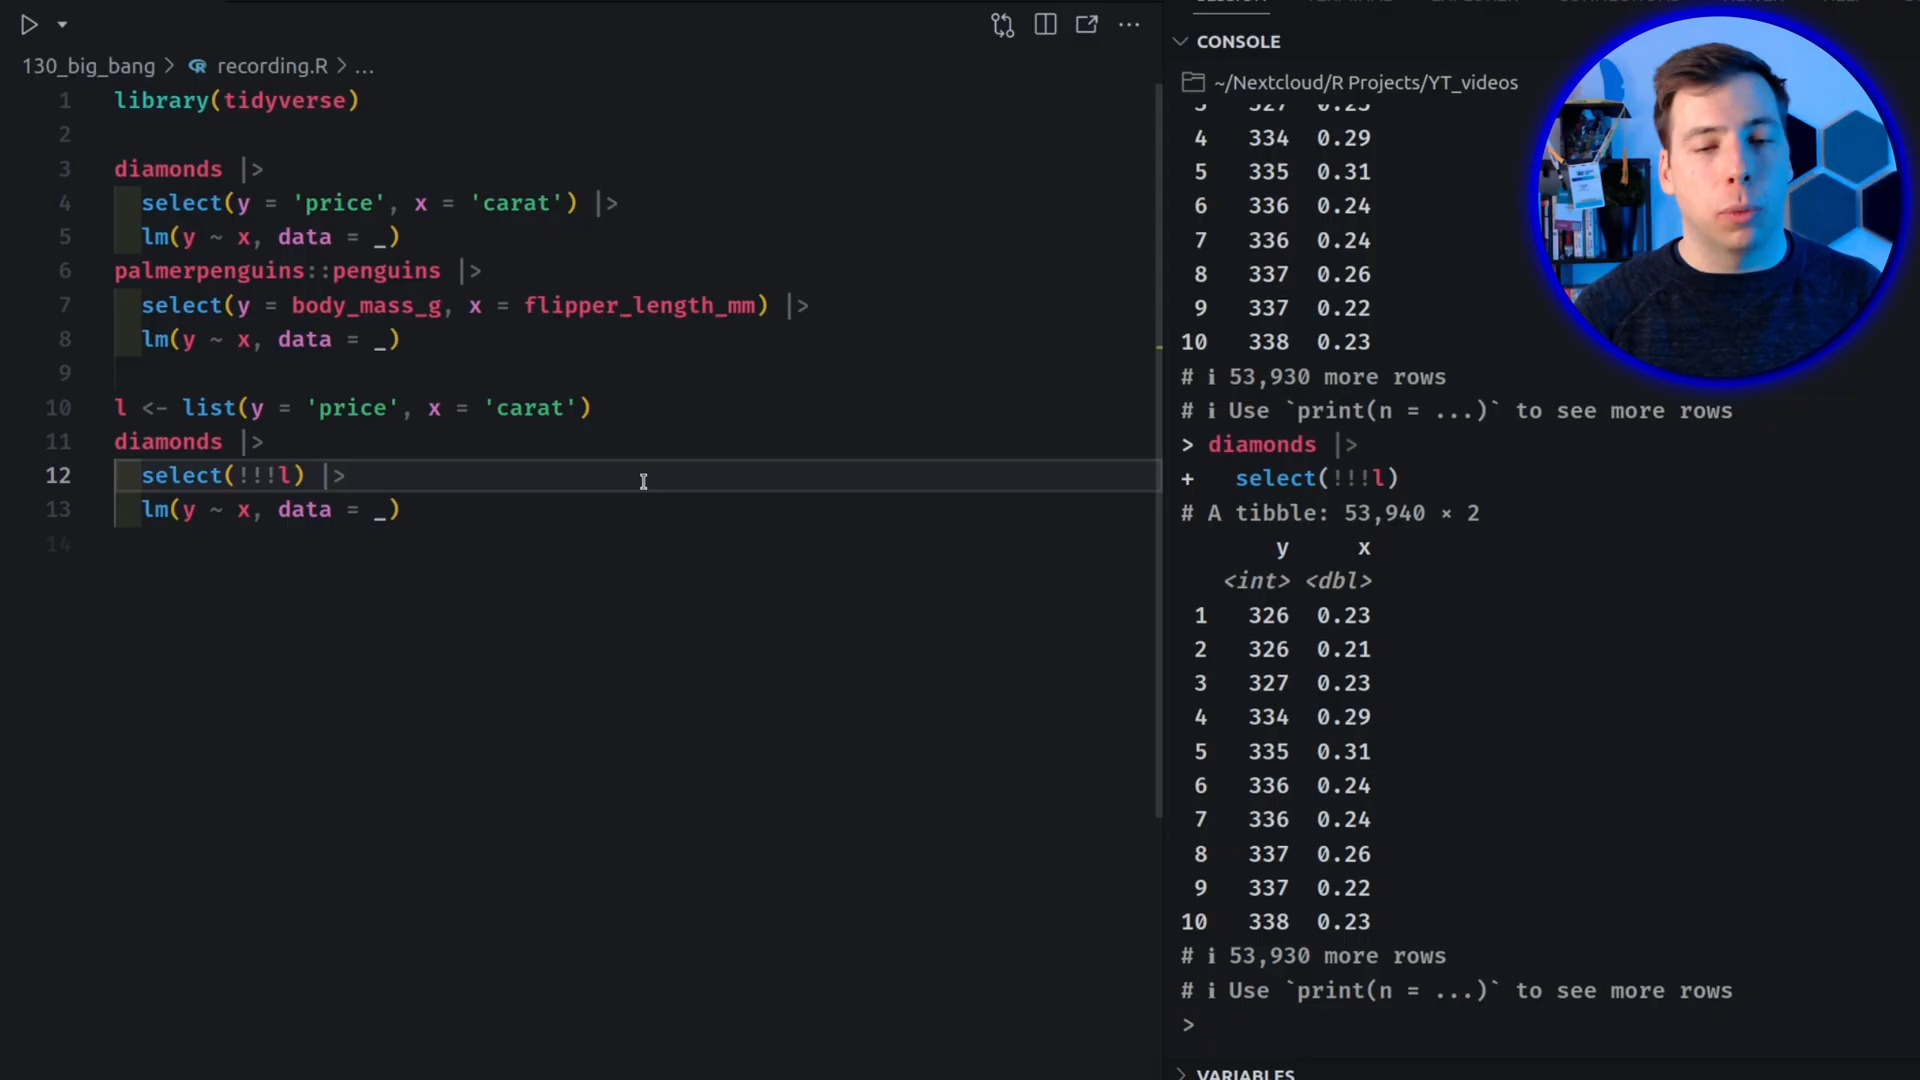 130_big_bang > recording.R > ...
1 library(tidyverse)
2
3 diamonds |>
4 select(y = 'price', x = 'carat') |>
5 lm(y ~ x, data = _)
6 palmerpenguins::penguins |>
7 select(y = body_mass_g, x = flipper_length_mm) |>
8 lm(y ~ x, data = _)
9
10 l <- list(y = 'price', x = 'carat')
11 diamonds |>
12 select(!!!l) |>
13 lm(y ~ x, data = _)
14
CONSOLE
~/Nextcloud/R Projects/YT_videos
3 327 0.23
4 334 0.29
5 335 0.31
6 336 0.24
7 336 0.24
8 337 0.26
9 337 0.22
10 338 0.23
# ℹ 53,930 more rows
# ℹ Use `print(n = ...)` to see more rows
> diamonds |>
+ select(!!!l)
# A tibble: 53,940 × 2
y x
<int> <dbl>
1 326 0.23
2 326 0.21
3 327 0.23
4 334 0.29
5 335 0.31
6 336 0.24
7 336 0.24
8 337 0.26
9 337 0.22
10 338 0.23
# ℹ 53,930 more rows
# ℹ Use `print(n = ...)` to see more rows
>
VARIABLES